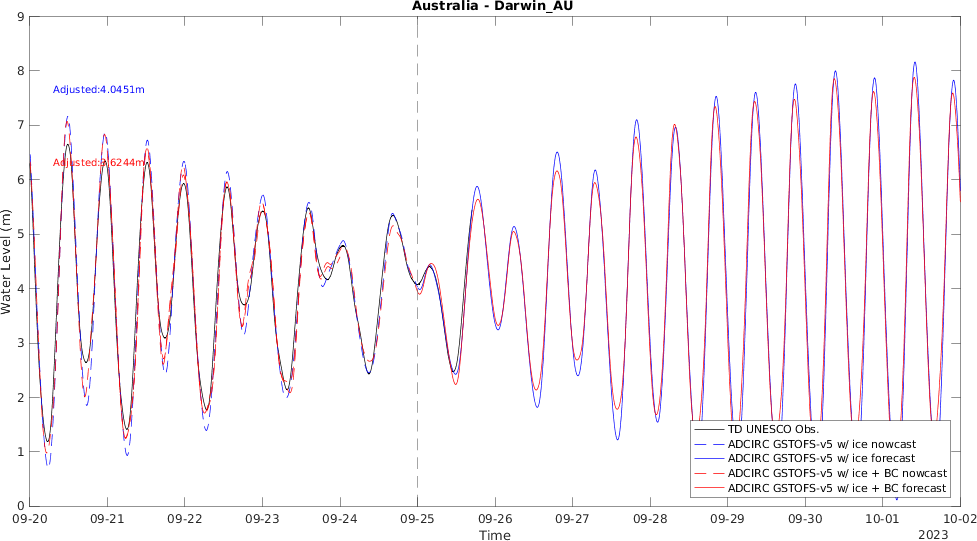 Australia - Darwin_AU
9
8
7
6
5
4
3
2
1
0
Water Level (m)
Adjusted:4.0451m
TD UNESCO Obs.
ADCIRC GSTOFS-v5 w/ ice nowcast
ADCIRC GSTOFS-v5 w/ ice forecast
ADCIRC GSTOFS-v5 w/ ice + BC nowcast
ADCIRC GSTOFS-v5 w/ ice + BC forecast
09-20 09-21 09-22 09-23 09-24 09-25 09-26 09-27 09-28 09-29 09-30 10-01 10-02
Time
2023